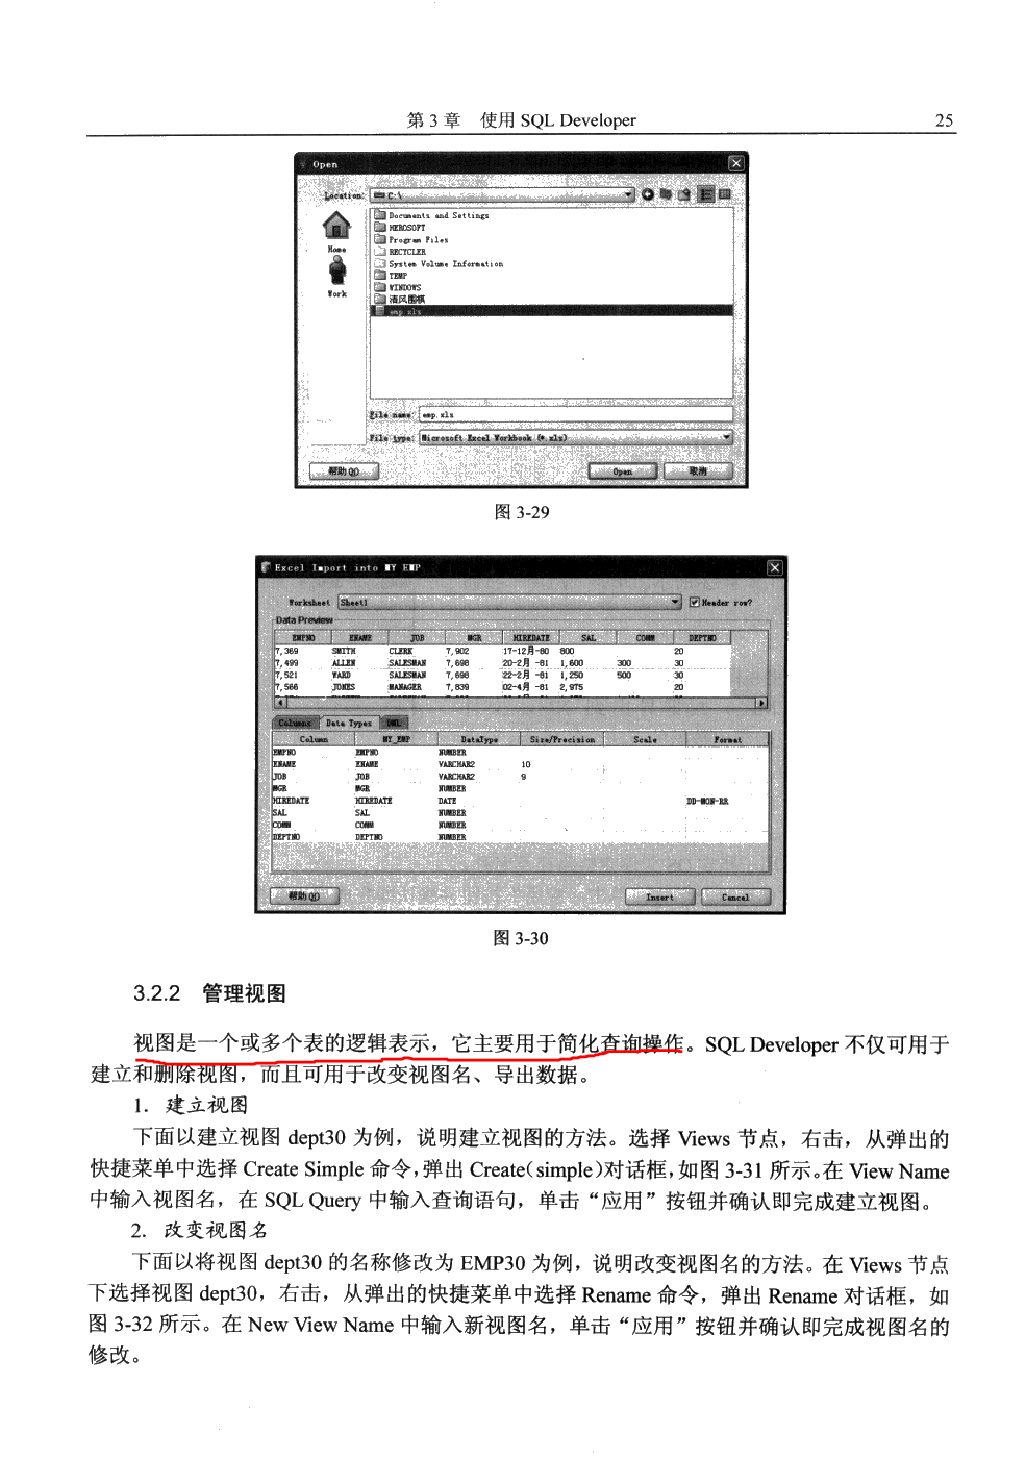 第 3 章 使用 SQL Developer 25
Open
Location: C:\
Documents and Settings
HEROSOFT
Program Files
RECYCLER
System Volume Information
TEMP
WINDOWS
清风围棋
emp.xls
Home
Work
File name: emp.xls
File type: Microsoft Excel Workbook (*.xls)
帮助(H) Open 取消
图 3-29
Excel Import into MY_EMP
Worksheet Sheet1 Header row?
Data Preview
EMPNO ENAME JOB MGR HIREDATE SAL COMM DEPTNO
7,369 SMITH CLERK 7,902 17-12月-80 800 20
7,499 ALLEN SALESMAN 7,698 20-2月 -81 1,600 300 30
7,521 WARD SALESMAN 7,698 22-2月 -81 1,250 500 30
7,566 JONES MANAGER 7,839 02-4月 -81 2,975 20
Columns Data Types DML
Column MY_EMP DataType Size/Precision Scale Format
EMPNO EMPNO NUMBER
ENAME ENAME VARCHAR2 10
JOB JOB VARCHAR2 9
MGR MGR NUMBER
HIREDATE HIREDATE DATE DD-MON-RR
SAL SAL NUMBER
COMM COMM NUMBER
DEPTNO DEPTNO NUMBER
帮助(H) Insert Cancel
图 3-30
3.2.2 管理视图
视图是一个或多个表的逻辑表示，它主要用于简化查询操作。SQL Developer 不仅可用于
建立和删除视图，而且可用于改变视图名、导出数据。
1. 建立视图
下面以建立视图 dept30 为例，说明建立视图的方法。选择 Views 节点，右击，从弹出的
快捷菜单中选择 Create Simple 命令，弹出 Create(simple)对话框，如图 3-31 所示。在 View Name
中输入视图名，在 SQL Query 中输入查询语句，单击“应用”按钮并确认即完成建立视图。
2. 改变视图名
下面以将视图 dept30 的名称修改为 EMP30 为例，说明改变视图名的方法。在 Views 节点
下选择视图 dept30，右击，从弹出的快捷菜单中选择 Rename 命令，弹出 Rename 对话框，如
图 3-32 所示。在 New View Name 中输入新视图名，单击“应用”按钮并确认即完成视图名的
修改。